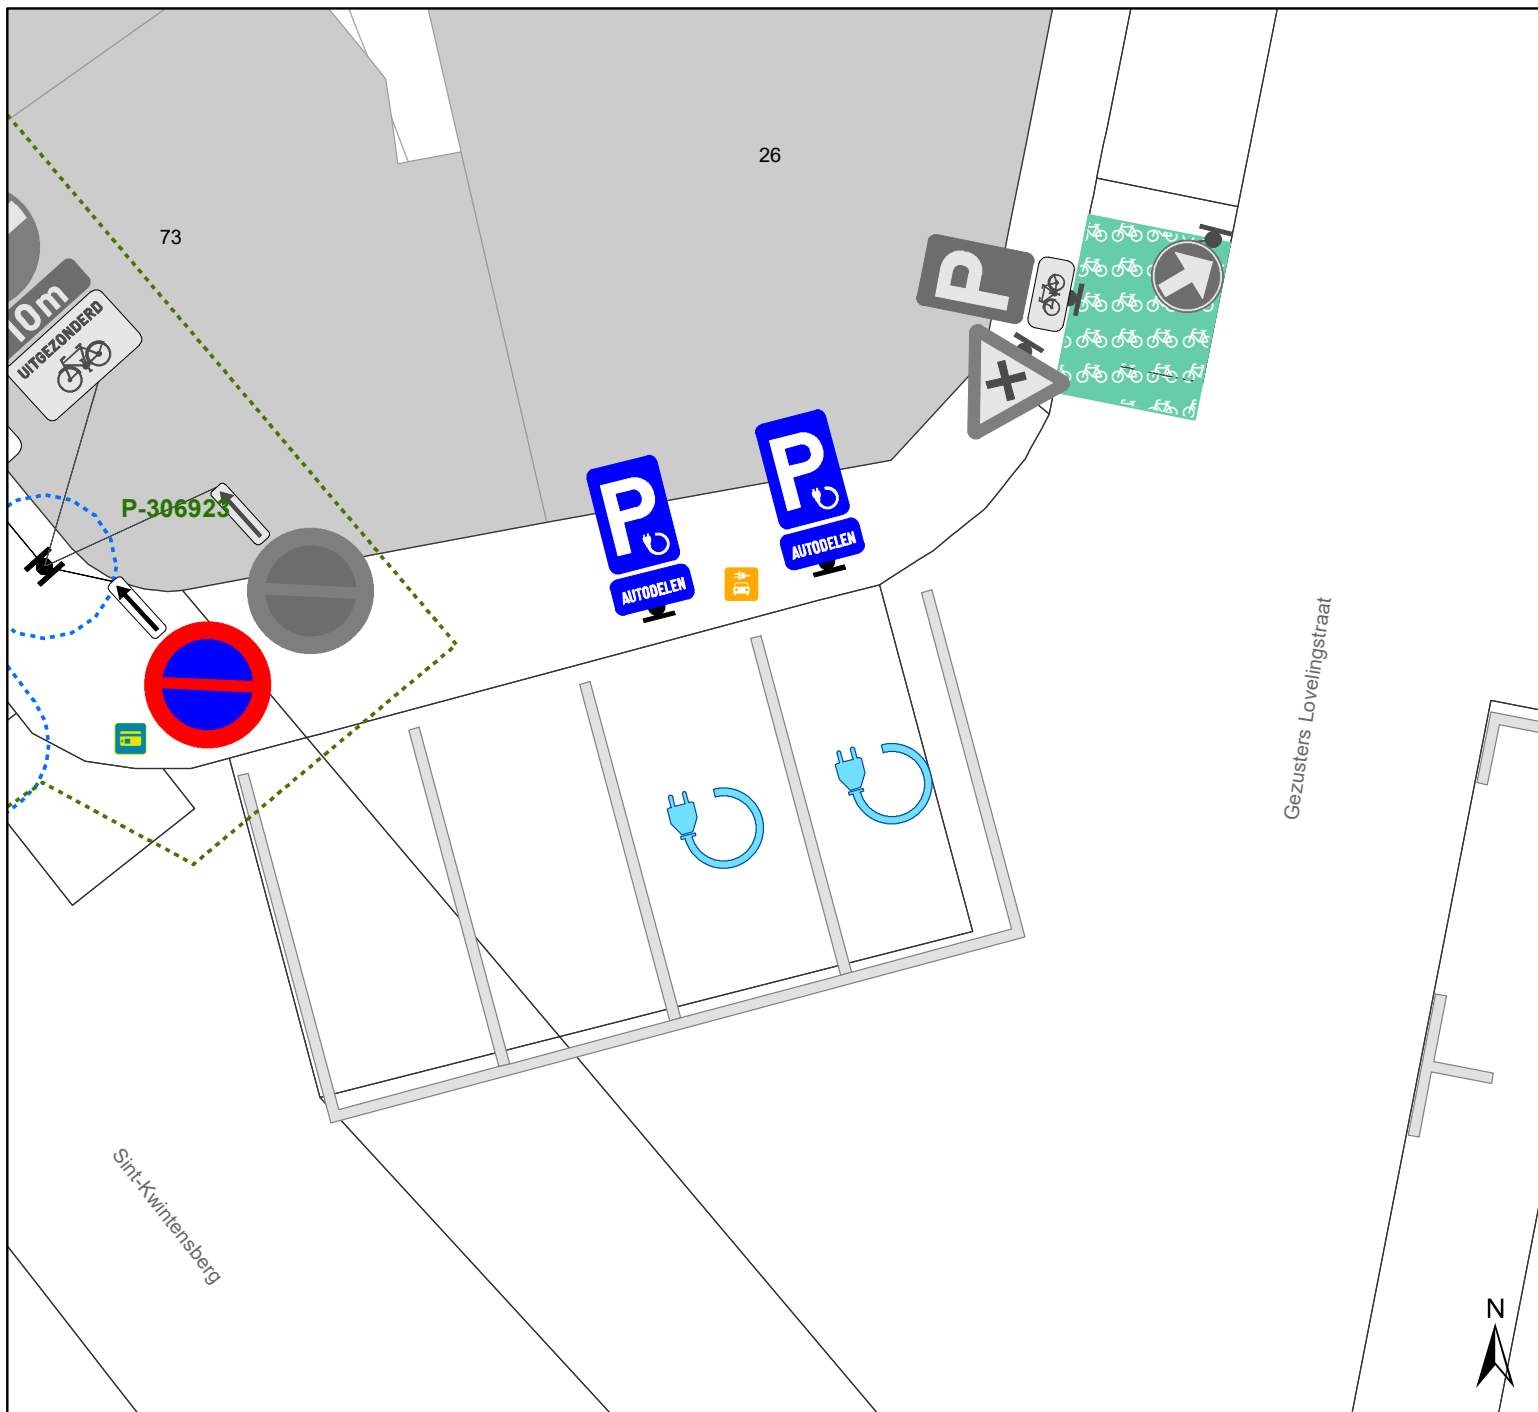 26
73
10m
UITGEZONDERD
P
P-306923
P
P
AUTODELEN
AUTODELEN
Gezusters Lovelingstraat
Sint-Kwintensberg
N